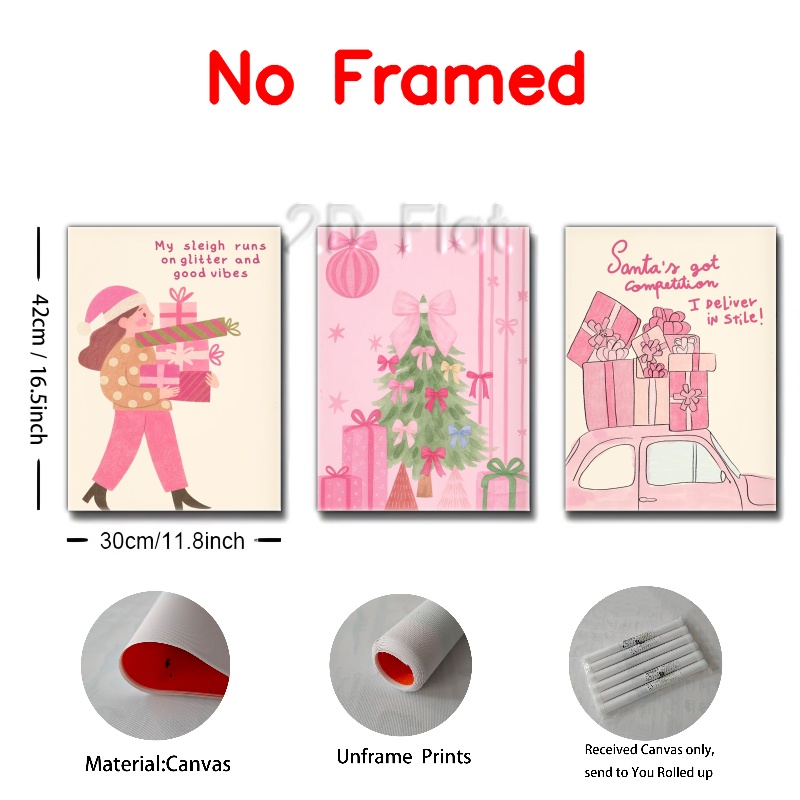 No Framed
2D Flat
My sleigh runs
on glitter and
good vibes
Santa's got
competition
I DELiVER
iN STiLE!
42cm / 16.5inch
30cm/11.8inch
Material:Canvas
Unframe Prints
Received Canvas only,
send to You Rolled up